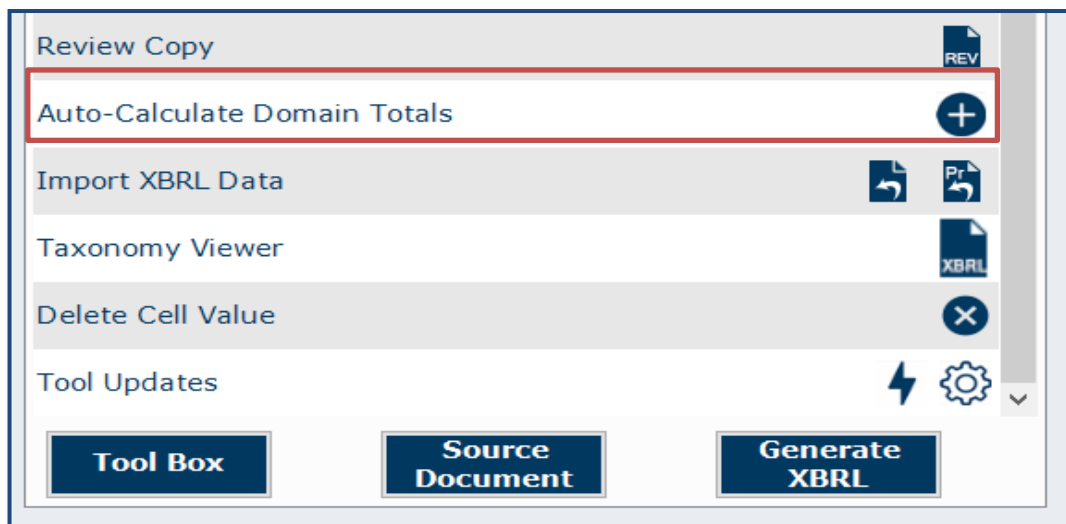 Review Copy
REV
Auto-Calculate Domain Totals
Import XBRL Data
Pr
Taxonomy Viewer
XBRL
Delete Cell Value
Tool Updates
Tool Box
Source
Document
Generate
XBRL